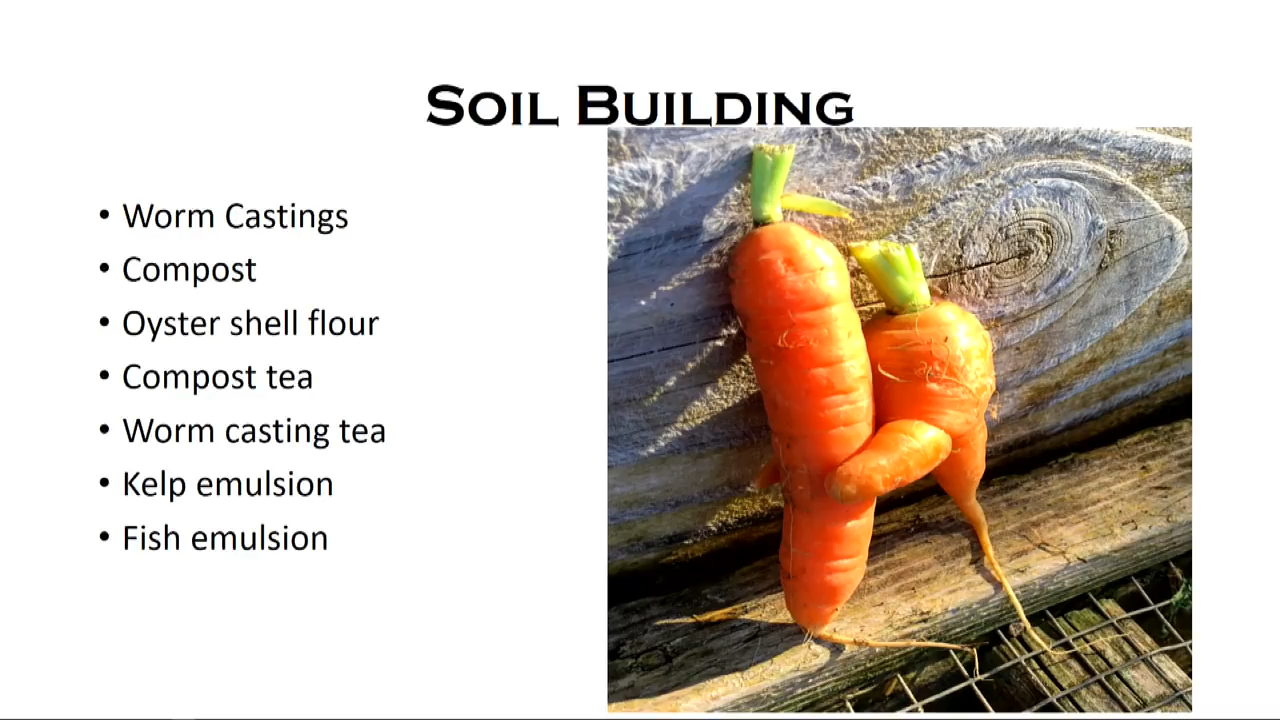 Soil Building
• Worm Castings
• Compost
• Oyster shell flour
• Compost tea
• Worm casting tea
• Kelp emulsion
• Fish emulsion